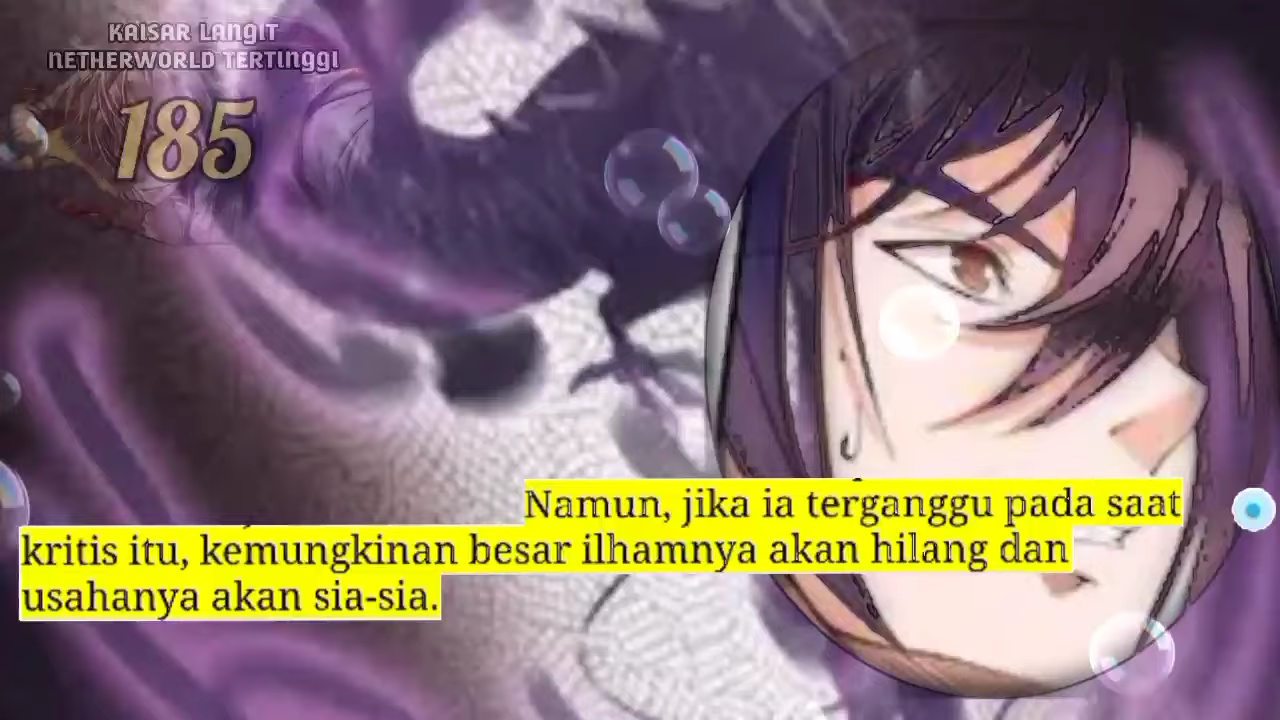 KAISAR LANGIT
NETHERWORLD TERTINGGI
185
Namun, jika ia terganggu pada saat
kritis itu, kemungkinan besar ilhamnya akan hilang dan
usahanya akan sia-sia.